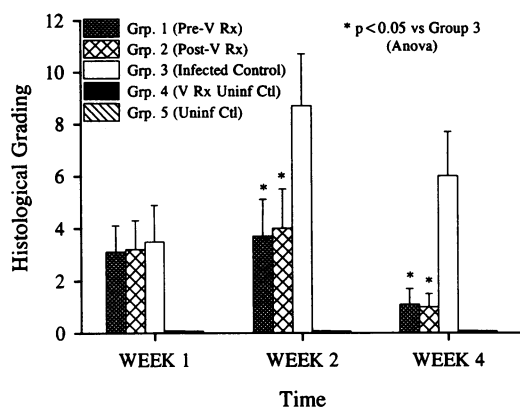 12
10
8
6
4
2
0
Histological Grading
Grp. 1 (Pre-V Rx)
Grp. 2 (Post-V Rx)
Grp. 3 (Infected Control)
Grp. 4 (V Rx Uninf Ctl)
Grp. 5 (Uninf Ctl)
* p<0.05 vs Group 3
(Anova)
* *
* *
WEEK 1 WEEK 2 WEEK 4
Time